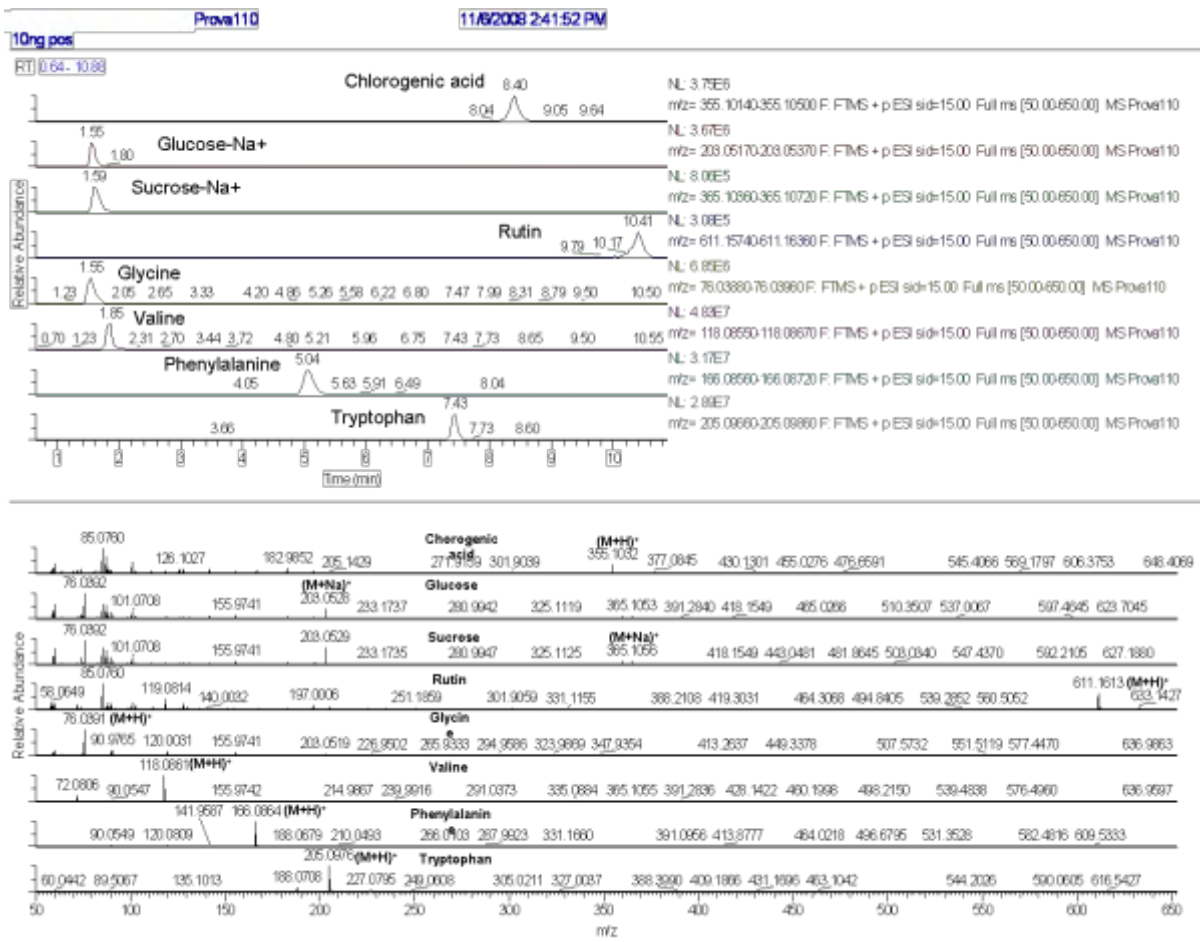 Prova110 11/6/2008 2:41:52 PM
10ng pos
RT: 0.64 - 10.88
Chlorogenic acid 8.40
8.04 9.05 9.64
NL: 3.75E6
m/z= 355.10140-355.10500 F: FTMS + p ESI sid=15.00 Full ms [50.00-650.00] MS Prova110
1.55
Glucose-Na+
1.80
NL: 3.67E6
m/z= 203.05170-203.05370 F: FTMS + p ESI sid=15.00 Full ms [50.00-650.00] MS Prova110
1.59
Sucrose-Na+
NL: 8.06E5
m/z= 365.10360-365.10720 F: FTMS + p ESI sid=15.00 Full ms [50.00-650.00] MS Prova110
Rutin 10.41
9.79 10.17
NL: 3.08E5
m/z= 611.15740-611.16360 F: FTMS + p ESI sid=15.00 Full ms [50.00-650.00] MS Prova110
1.55 Glycine
1.23 2.05 2.65 3.33 4.20 4.86 5.26 5.58 6.22 6.80 7.47 7.99 8.31 8.79 9.50 10.50
NL: 6.85E6
m/z= 76.03880-76.03960 F: FTMS + p ESI sid=15.00 Full ms [50.00-650.00] MS Prova110
1.85 Valine
0.70 1.23 2.31 2.70 3.44 3.72 4.80 5.21 5.96 6.75 7.43 7.73 8.65 9.50 10.55
NL: 4.83E7
m/z= 118.08550-118.08670 F: FTMS + p ESI sid=15.00 Full ms [50.00-650.00] MS Prova110
Phenylalanine 5.04
4.05 5.63 5.91 6.49 8.04
NL: 3.17E7
m/z= 166.08560-166.08720 F: FTMS + p ESI sid=15.00 Full ms [50.00-650.00] MS Prova110
Tryptophan 7.43
3.66 7.73 8.60
NL: 2.89E7
m/z= 205.09660-205.09860 F: FTMS + p ESI sid=15.00 Full ms [50.00-650.00] MS Prova110
Relative Abundance
1 2 3 4 5 6 7 8 9 10
Time (min)
85.0760 Chorogenic acid (M+H)⁺
126.1027 182.9852 205.1429 271.9159 301.9039 355.1032 377.0845 430.1301 455.0276 476.6591 545.4066 569.1797 606.3753 648.4069
76.0392 (M+Na)⁺ Glucose
101.0708 155.9741 203.0528 233.1737 280.9942 325.1119 365.1053 391.2840 418.1549 465.0266 510.3507 537.0067 597.4645 623.7045
76.0392 Sucrose (M+Na)⁺
101.0708 155.9741 203.0529 233.1735 280.9947 325.1125 365.1056 418.1549 443.0481 481.8645 503.0340 547.4370 592.2105 627.1880
85.0760 Rutin 611.1613 (M+H)⁺
58.0649 119.0814 140.0032 197.0006 251.1859 301.9059 331.1155 388.2108 419.3031 464.3068 494.8405 539.2852 560.5052 633.1427
76.0391 (M+H)⁺ Glycin e
90.9765 120.0031 155.9741 203.0519 226.9502 265.9333 294.9586 323.9869 347.9354 413.2637 449.3378 507.5732 551.5119 577.4470 636.9863
118.0861 (M+H)⁺ Valine
72.0806 90.0547 155.9742 214.9867 239.9916 291.0373 335.0884 365.1055 391.2836 428.1422 460.1998 498.2150 539.4838 576.4960 636.9597
141.9587 166.0864 (M+H)⁺ Phenylalanin e
90.0549 120.0809 188.0679 210.0493 266.0103 287.9923 331.1660 391.0956 413.8777 464.0218 496.6795 531.3528 582.4816 609.5333
205.0976 (M+H)⁺ Tryptophan
60.0442 89.5067 135.1013 188.0708 227.0795 249.0608 305.0211 327.0037 388.3990 409.1866 431.1696 463.1042 544.2026 590.0605 616.5427
Relative Abundance
50 100 150 200 250 300 350 400 450 500 550 600 650
m/z